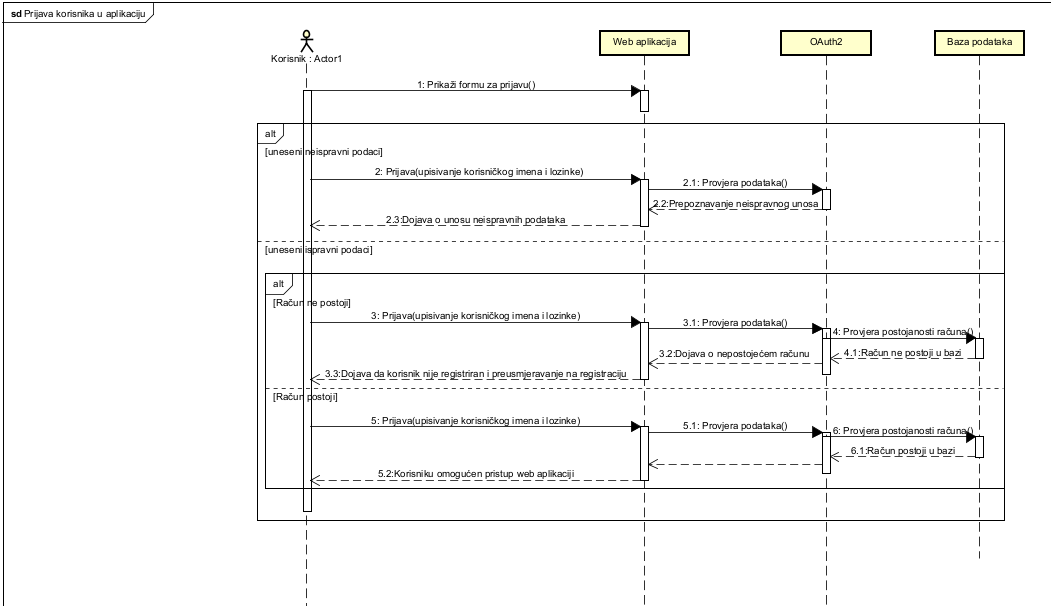 sd Prijava korisnika u aplikaciju
Korisnik : Actor1
Web aplikacija
OAuth2
Baza podataka
1: Prikaži formu za prijavu()
alt
[uneseni neispravni podaci]
2: Prijava(upisivanje korisničkog imena i lozinke)
2.1: Provjera podataka()
2.2:Prepoznavanje neispravnog unosa
2.3:Dojava o unosu neispravnih podataka
[uneseni ispravni podaci]
alt
[Račun ne postoji]
3: Prijava(upisivanje korisničkog imena i lozinke)
3.1: Provjera podataka()
4: Provjera postojanosti računa()
4.1:Račun ne postoji u bazi
3.2:Dojava o nepostojećem računu
3.3:Dojava da korisnik nije registriran i preusmjeravanje na registraciju
[Račun postoji]
5: Prijava(upisivanje korisničkog imena i lozinke)
5.1: Provjera podataka()
6: Provjera postojanosti računa()
6.1:Račun postoji u bazi
5.2:Korisniku omogućen pristup web aplikaciji